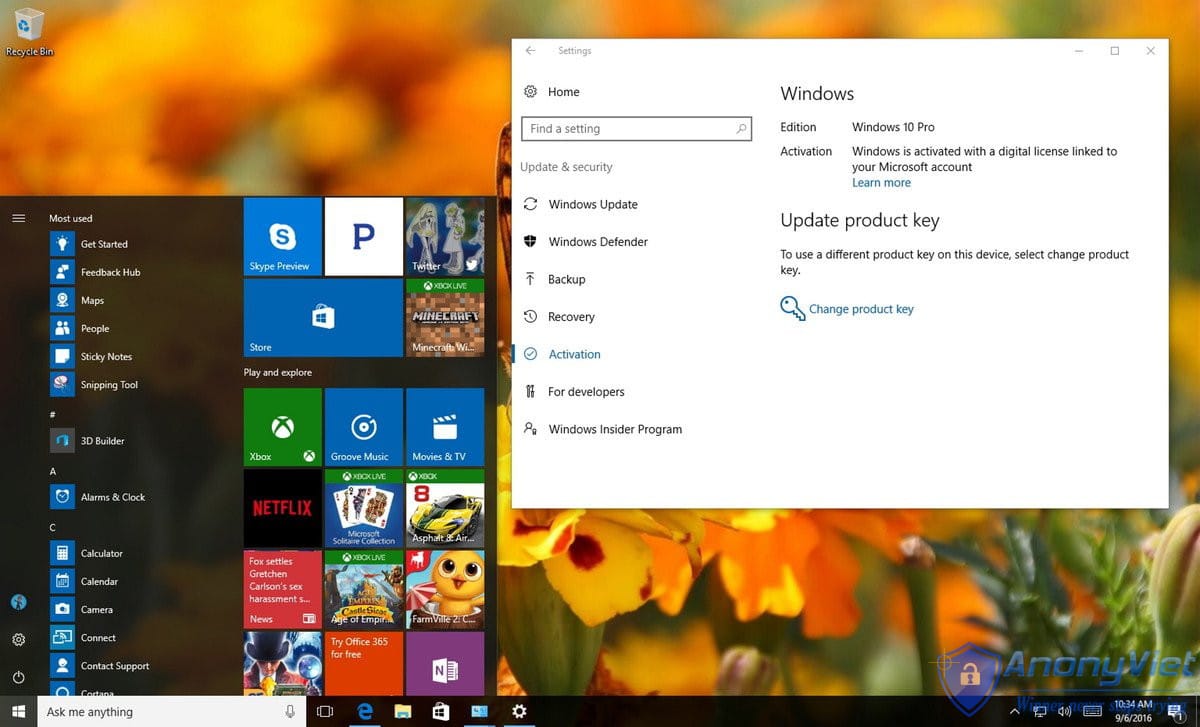 Recycle Bin
Settings
Home
Find a setting
Update & security
Windows Update
Windows Defender
Backup
Recovery
Activation
For developers
Windows Insider Program
Windows
Edition
Windows 10 Pro
Activation
Windows is activated with a digital license linked to
your Microsoft account
Learn more
Update product key
To use a different product key on this device, select change product
key.
Change product key
Most used
Get Started
Feedback Hub
Maps
People
Sticky Notes
Snipping Tool
#
3D Builder
A
Alarms & Clock
C
Calculator
Calendar
Camera
Connect
Contact Support
Cortana
Skype Preview
P
Twitter
Store
XBOX LIVE
MINECRAFT
Minecraft: Wi...
Play and explore
Xbox
Groove Music
Movies & TV
NETFLIX
XBOX LIVE
Microsoft
Solitaire Collection
XBOX
8
Asphalt 8: Air...
Fox settles
Gretchen
Carlson's sex
harassment s...
News
XBOX LIVE
Age of Empires
Castle Siege
Age of Empir...
FarmVille 2: C...
Try Office 365
for free
N
Ask me anything
10:34 AM
9/6/2016
AnonyViet